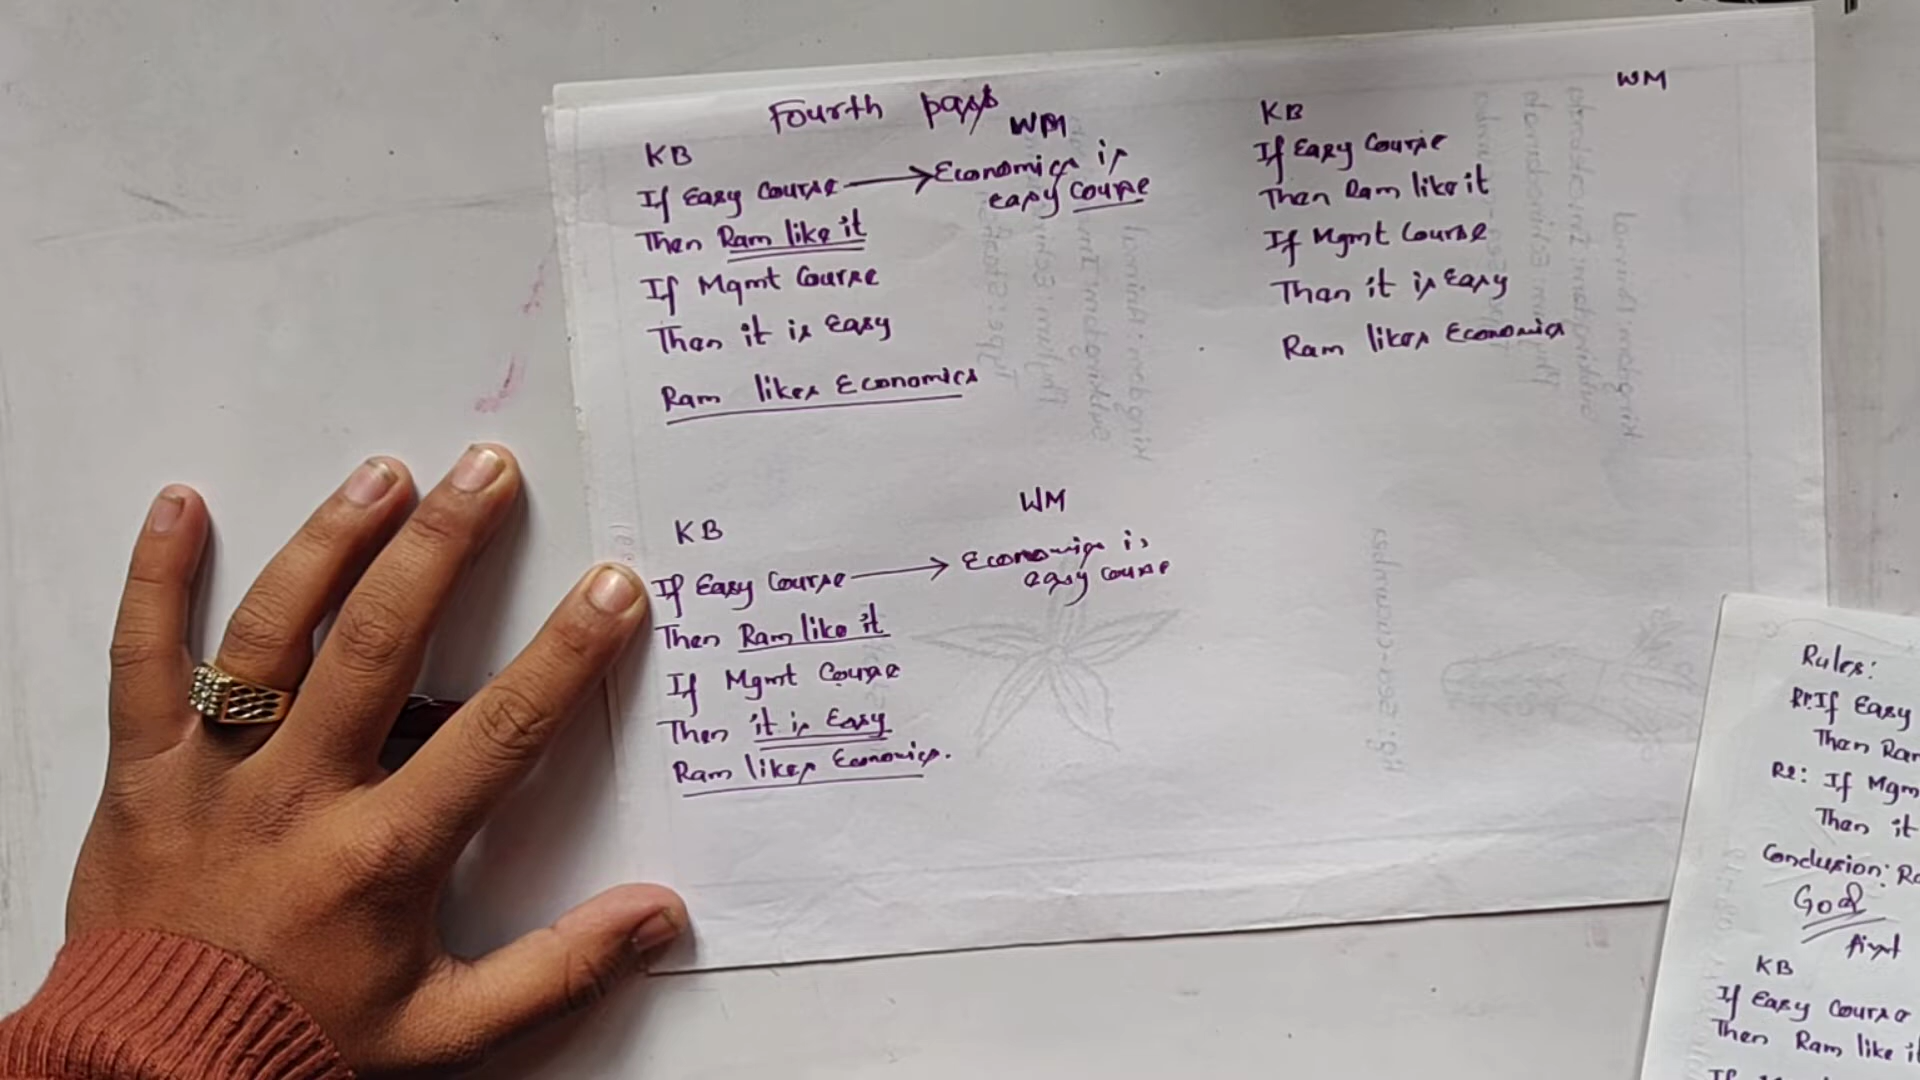 Fourth pass
KB
WM
If Easy Course → Economics is
easy course
Then Ram like it
If Mgmt Course
Then it is Easy
Ram likes Economics
KB
WM
If Easy Course
Then Ram like it
If Mgmt Course
Then it is Easy
Ram likes Economics
KB
WM
If Easy Course → Economics is
easy course
Then Ram like it
If Mgmt Course
Then it is Easy
Ram likes Economics.
Rules:
R1: If Easy
Then Ram
R2: If Mgm
Then it
Conclusion: Ra
Goal
First
KB
If Easy Course
Then Ram like it